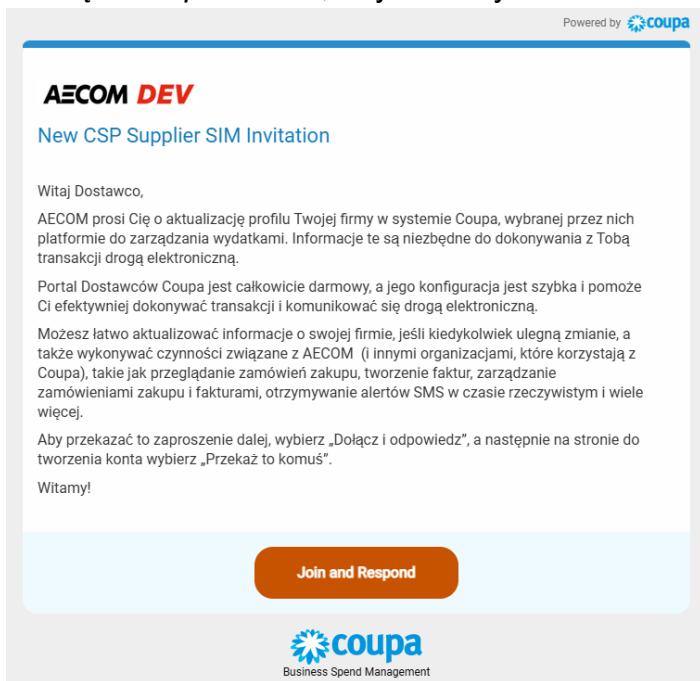 Powered by coupa
AECOM DEV
New CSP Supplier SIM Invitation
Witaj Dostawco,
AECOM prosi Cię o aktualizację profilu Twojej firmy w systemie Coupa, wybranej przez nich
platformie do zarządzania wydatkami. Informacje te są niezbędne do dokonywania z Tobą
transakcji drogą elektroniczną.
Portal Dostawców Coupa jest całkowicie darmowy, a jego konfiguracja jest szybka i pomoże
Ci efektywniej dokonywać transakcji i komunikować się drogą elektroniczną.
Możesz łatwo aktualizować informacje o swojej firmie, jeśli kiedykolwiek ulegną zmianie, a
także wykonywać czynności związane z AECOM (i innymi organizacjami, które korzystają z
Coupa), takie jak przeglądanie zamówień zakupu, tworzenie faktur, zarządzanie
zamówieniami zakupu i fakturami, otrzymywanie alertów SMS w czasie rzeczywistym i wiele
więcej.
Aby przekazać to zaproszenie dalej, wybierz „Dołącz i odpowiedz”, a następnie na stronie do
tworzenia konta wybierz „Przekaż to komuś”.
Witamy!
Join and Respond
coupa
Business Spend Management